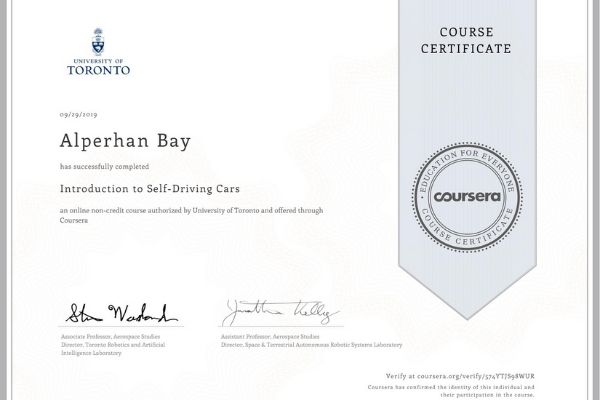 UNIVERSITY OF
TORONTO
COURSE
CERTIFICATE
EDUCATION FOR EVERYONE
coursera
COURSE CERTIFICATE
09/29/2019
Alperhan Bay
has successfully completed
Introduction to Self-Driving Cars
an online non-credit course authorized by University of Toronto and offered through
Coursera
Associate Professor, Aerospace Studies
Director, Toronto Robotics and Artificial
Intelligence Laboratory
Jonathan Kelly
Assistant Professor, Aerospace Studies
Director, Space & Terrestrial Autonomous Robotic Systems Laboratory
Verify at coursera.org/verify/574YTJS98WUR
Coursera has confirmed the identity of this individual and
their participation in the course.